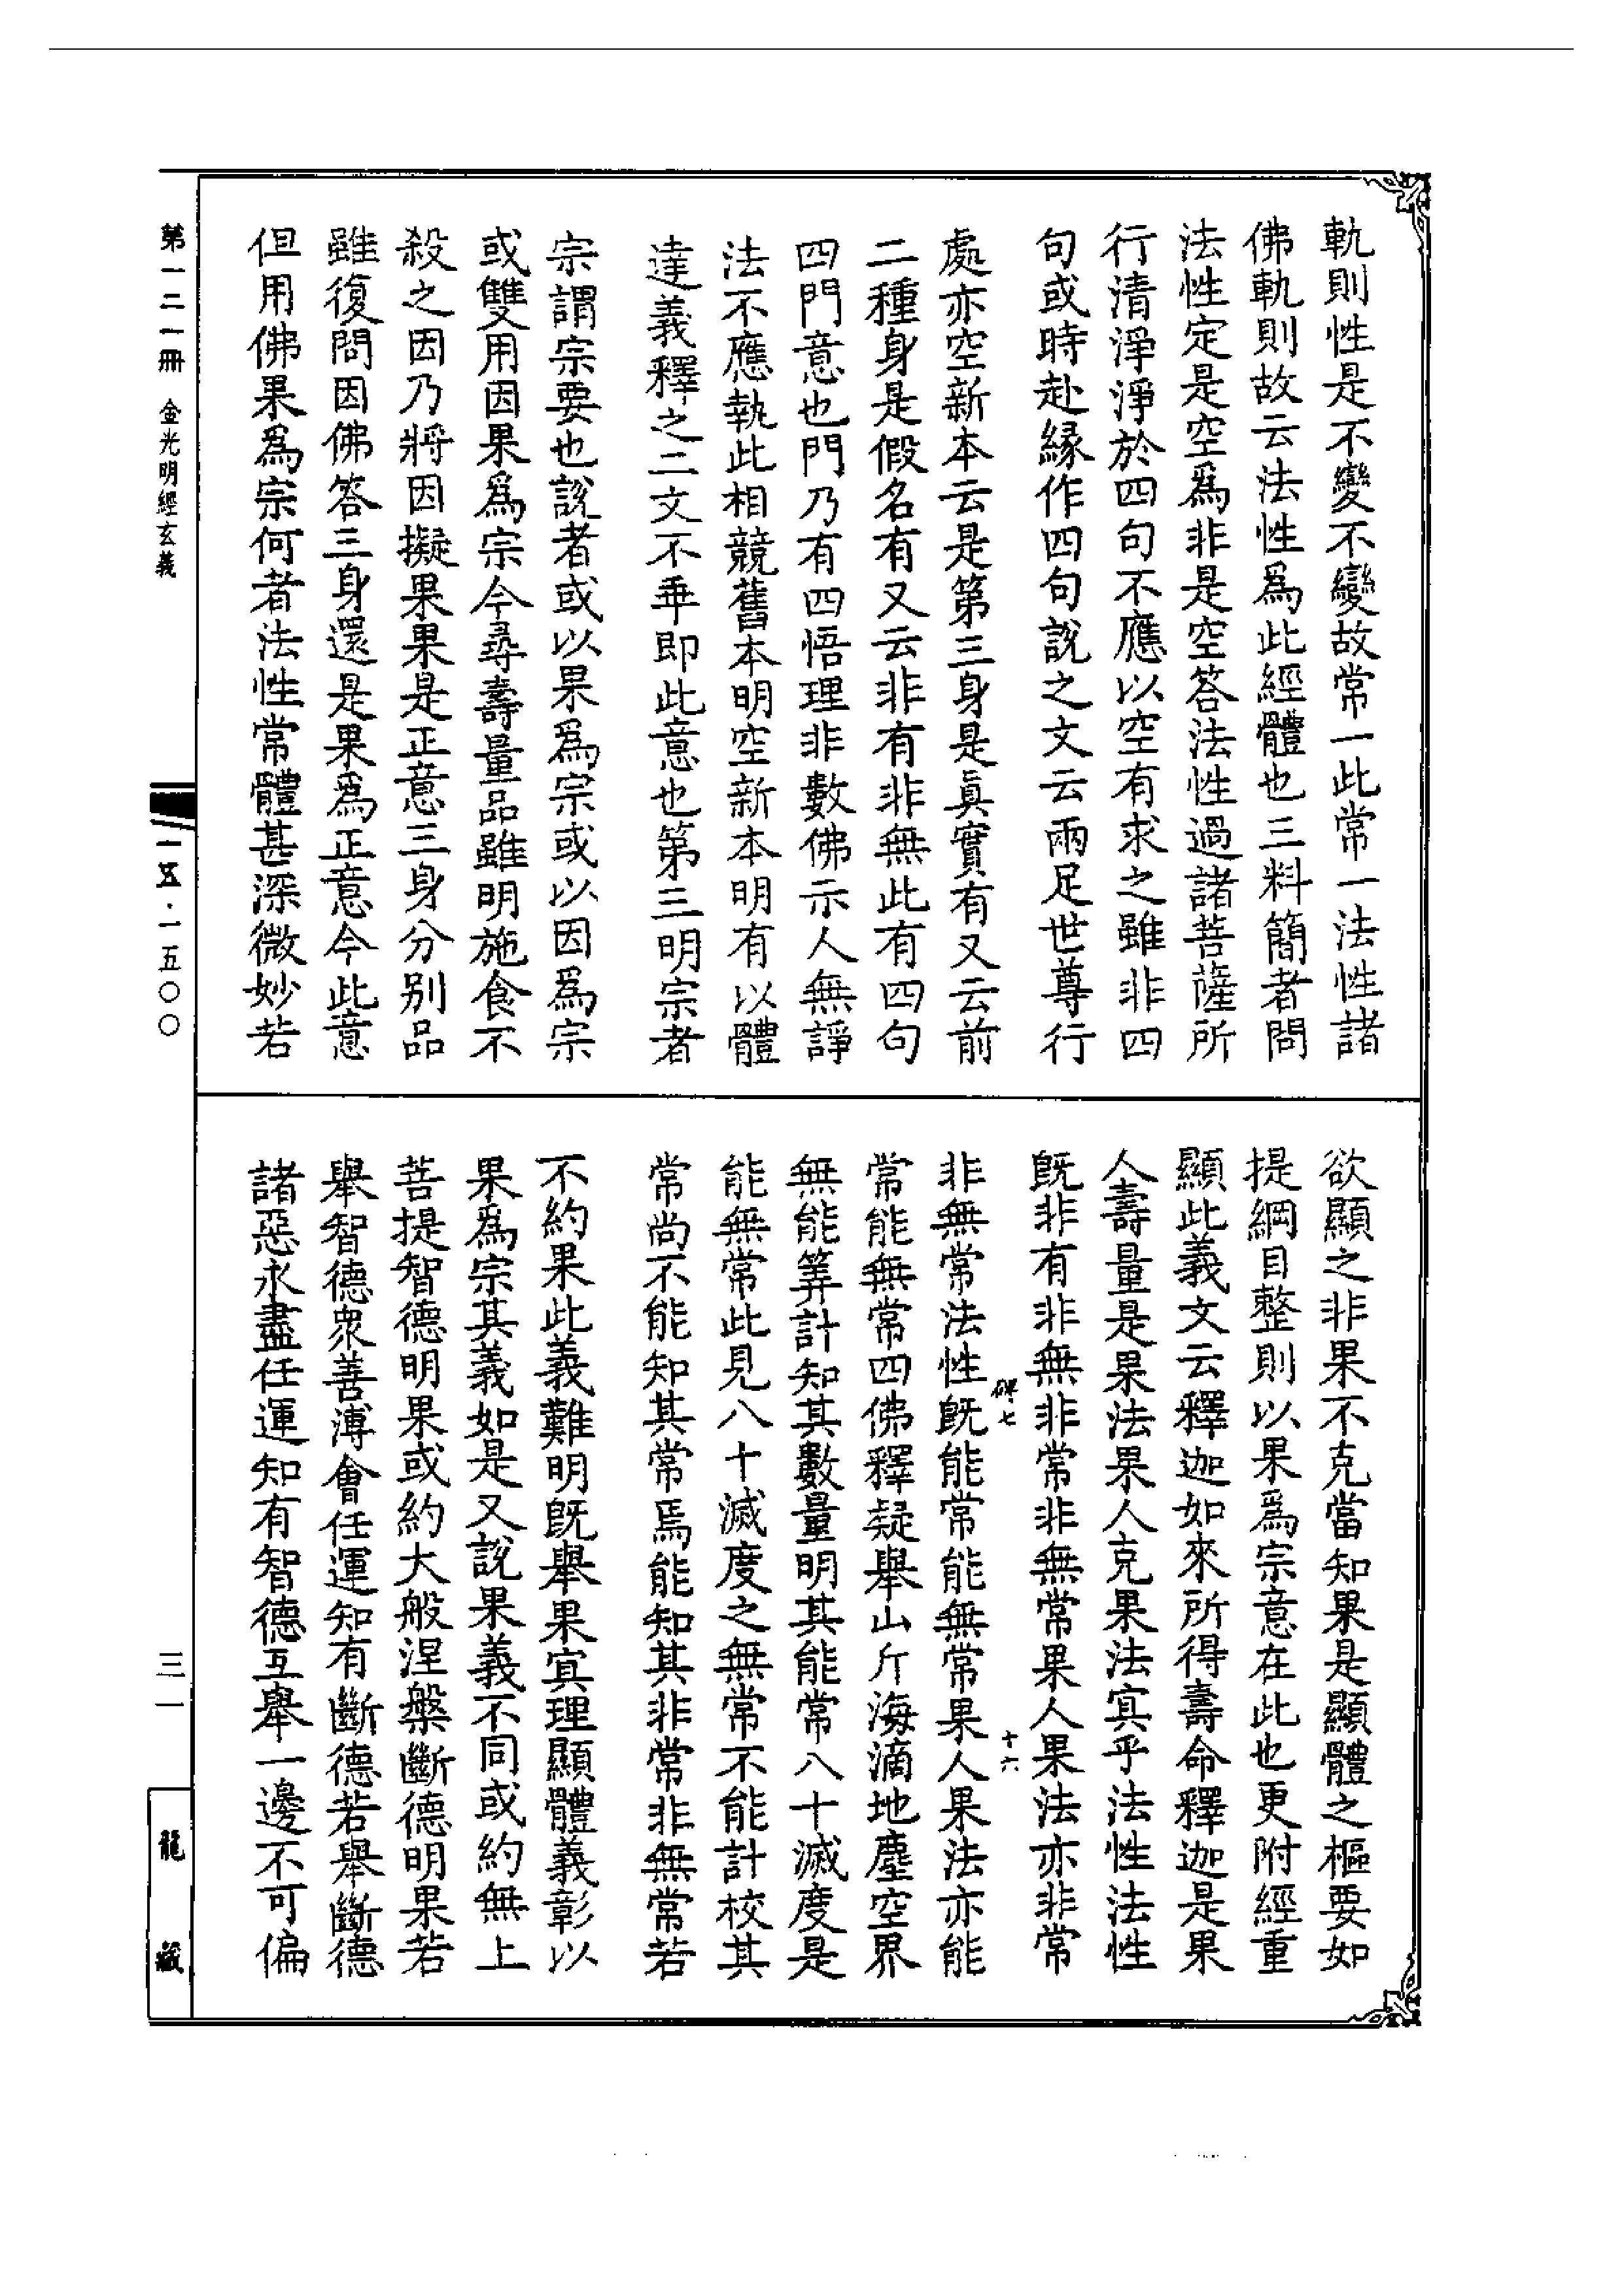 軌則性是不變不變故常一此常一法性諸
佛軌則故云法性爲此經體也三料簡者問
法性定是空爲非是空答法性過諸菩薩所
行清淨淨於四句不應以空有求之雖非四
句或時赴緣作四句說之文云兩足世尊行
處亦空新本云是第三身是眞實有又云前
二種身是假名有又云非有非無此有四句
四門意也門乃有四悟理非數佛示人無諍
法不應執此相競舊本明空新本明有以體
達義釋之二文不乖即此意也第三明宗者
宗謂宗要也說者或以果爲宗或以因爲宗
或雙用因果爲宗今尋壽量品雖明施食不
殺之因乃將因擬果果是正意三身分別品
雖復問因佛答三身還是果爲正意今此意
但用佛果爲宗何者法性常體甚深微妙若
欲顯之非果不克當知果是顯體之樞要如
提綱目整則以果爲宗意在此也更附經重
顯此義文云釋迦如來所得壽命釋迦是果
人壽量是果法果人克果法冥乎法性法性
既非有非無非常非無常果人果法亦非常
非無常法性既能常能無常果人果法亦能
常能無常四佛釋疑舉山斤海滴地塵空界
無能筭計知其數量明其能常八十滅度是
能無常此見八十滅度之無常不能計校其
常尚不能知其常焉能知其非常非無常若
不約果此義難明既舉果冥理顯體義彰以
果爲宗其義如是又說果義不同或約無上
菩提智德明果或約大般涅槃斷德明果若
舉智德衆善溥會任運知有斷德若舉斷德
諸惡永盡任運知有智德互舉一邊不可偏
碑七
十六
第一二一冊 金光明經玄義
一五·一五〇〇
三一
龍藏